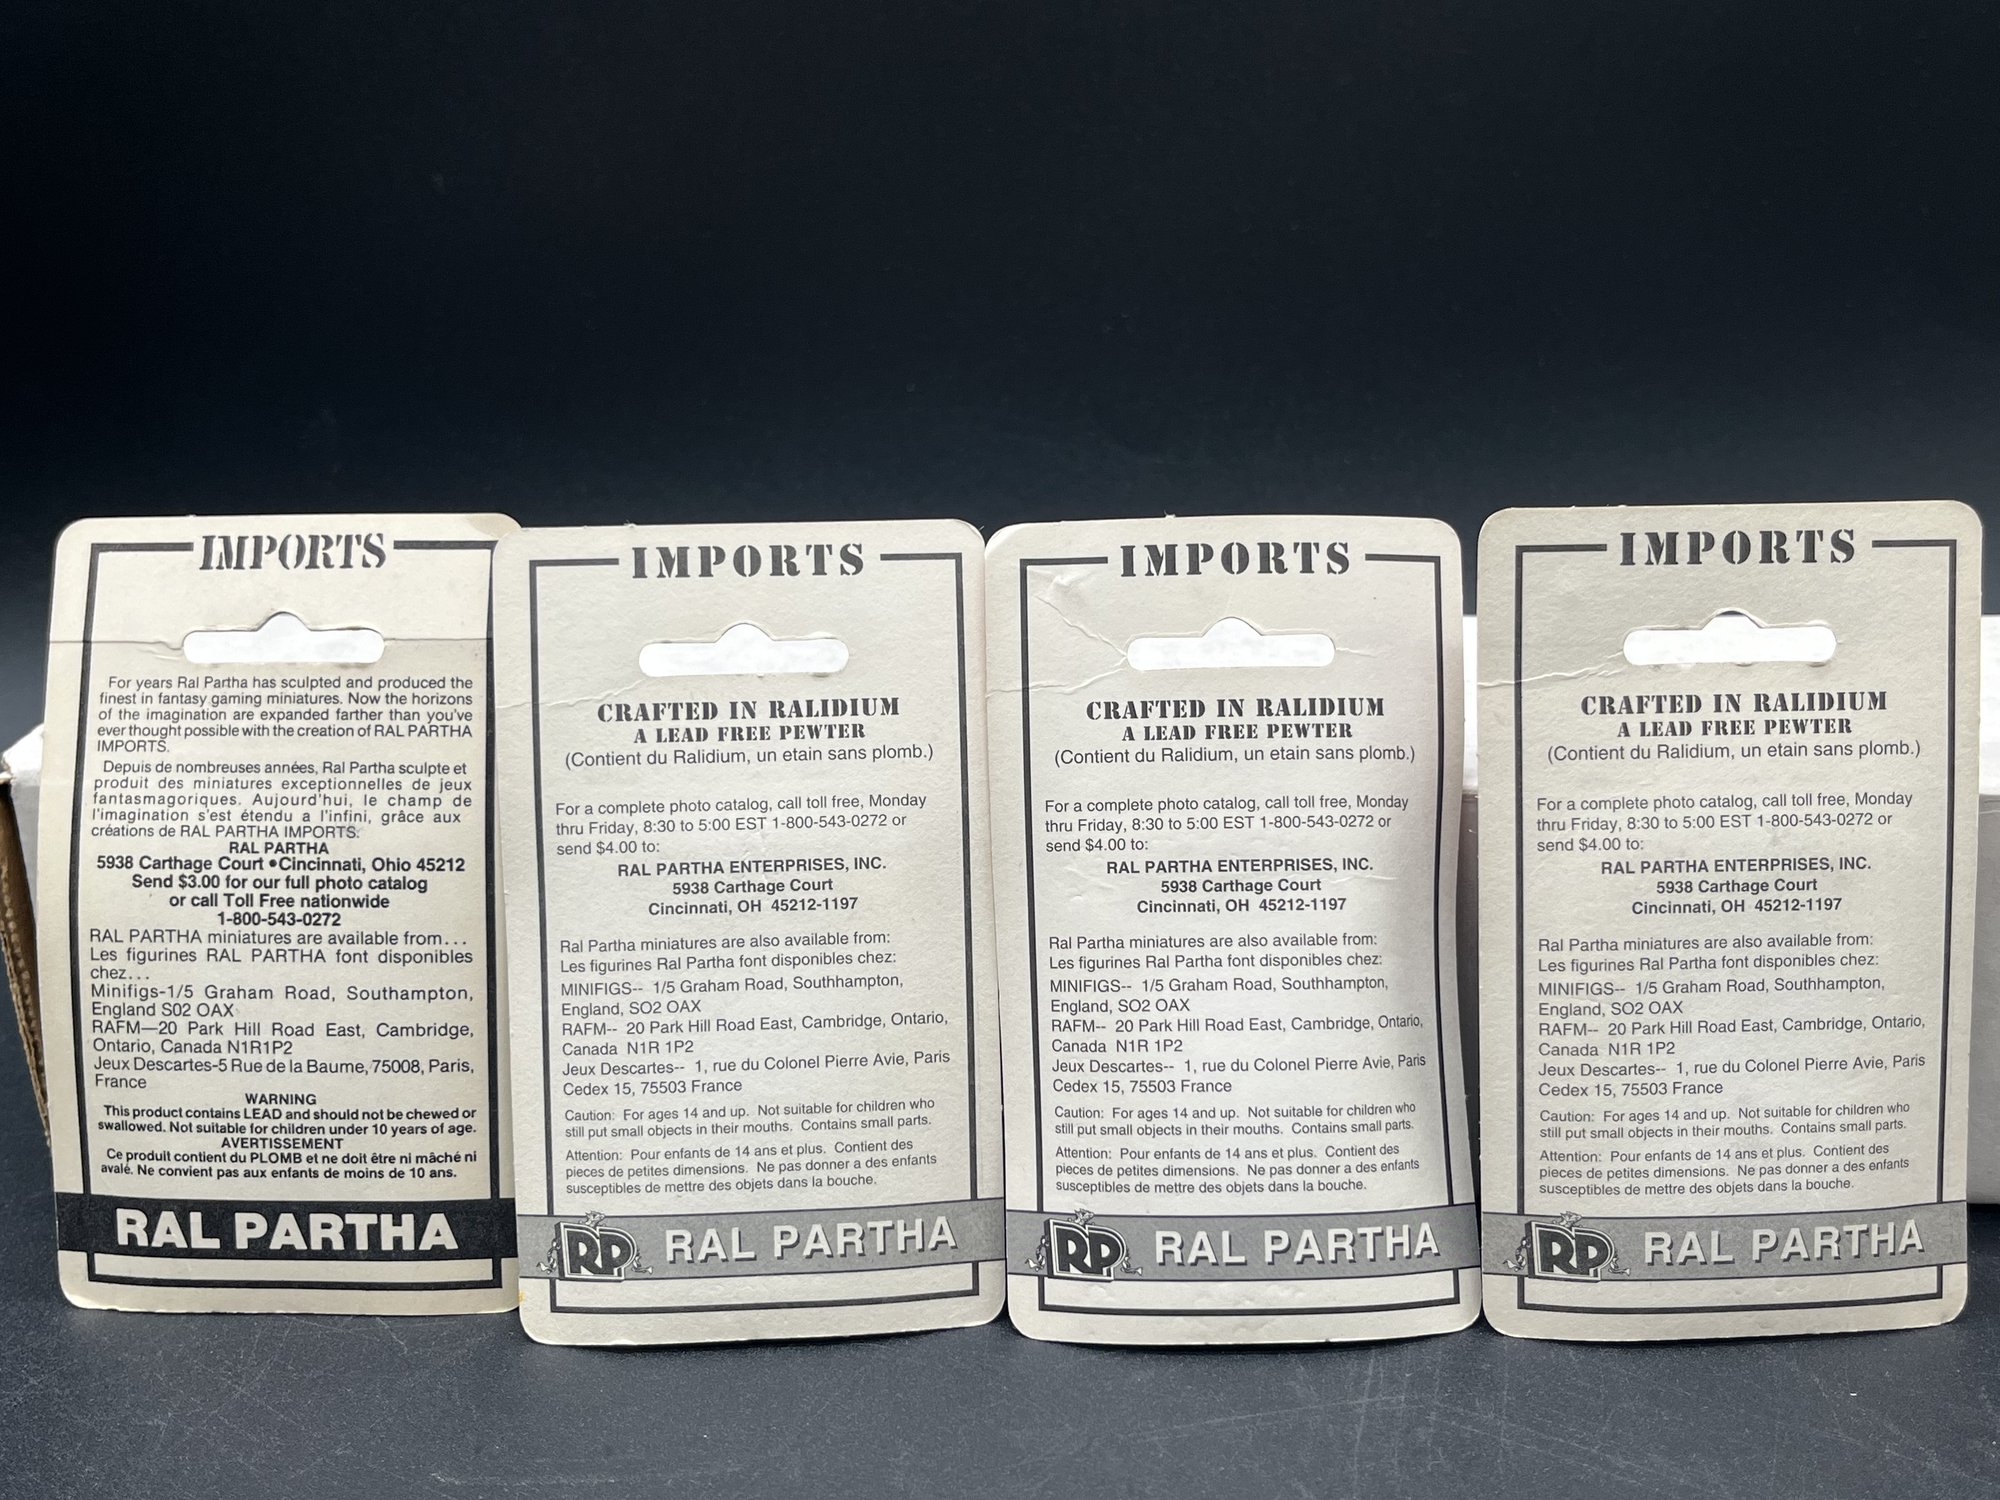 IMPORTS
For years Ral Partha has sculpted and produced the
finest in fantasy gaming miniatures. Now the horizons
of the imagination are expanded farther than you've
ever thought possible with the creation of RAL PARTHA
IMPORTS.
Depuis de nombreuses années, Ral Partha sculpte et
produit des miniatures exceptionnelles de jeux
fantasmagoriques. Aujourd'hui, le champ de
l'imagination s'est étendu a l'infini, grâce aux
créations de RAL PARTHA IMPORTS.
RAL PARTHA
5938 Carthage Court • Cincinnati, Ohio 45212
Send $3.00 for our full photo catalog
or call Toll Free nationwide
1-800-543-0272
RAL PARTHA miniatures are available from...
Les figurines RAL PARTHA font disponibles
chez...
Minifigs-1/5 Graham Road, Southampton,
England S02 OAX
RAFM—20 Park Hill Road East, Cambridge,
Ontario, Canada N1R1P2
Jeux Descartes-5 Rue de la Baume, 75008, Paris,
France
WARNING
This product contains LEAD and should not be chewed or
swallowed. Not suitable for children under 10 years of age.
AVERTISSEMENT
Ce produit contient du PLOMB et ne doit être ni mâché ni
avalé. Ne convient pas aux enfants de moins de 10 ans.
RAL PARTHA
IMPORTS
CRAFTED IN RALIDIUM
A LEAD FREE PEWTER
(Contient du Ralidium, un etain sans plomb.)
For a complete photo catalog, call toll free, Monday
thru Friday, 8:30 to 5:00 EST 1-800-543-0272 or
send $4.00 to:
RAL PARTHA ENTERPRISES, INC.
5938 Carthage Court
Cincinnati, OH 45212-1197
Ral Partha miniatures are also available from:
Les figurines Ral Partha font disponibles chez:
MINIFIGS-- 1/5 Graham Road, Southhampton,
England, SO2 OAX
RAFM-- 20 Park Hill Road East, Cambridge, Ontario,
Canada N1R 1P2
Jeux Descartes-- 1, rue du Colonel Pierre Avie, Paris
Cedex 15, 75503 France
Caution: For ages 14 and up. Not suitable for children who
still put small objects in their mouths. Contains small parts.
Attention: Pour enfants de 14 ans et plus. Contient des
pieces de petites dimensions. Ne pas donner a des enfants
susceptibles de mettre des objets dans la bouche.
RP RAL PARTHA
IMPORTS
CRAFTED IN RALIDIUM
A LEAD FREE PEWTER
(Contient du Ralidium, un etain sans plomb.)
For a complete photo catalog, call toll free, Monday
thru Friday, 8:30 to 5:00 EST 1-800-543-0272 or
send $4.00 to:
RAL PARTHA ENTERPRISES, INC.
5938 Carthage Court
Cincinnati, OH 45212-1197
Ral Partha miniatures are also available from:
Les figurines Ral Partha font disponibles chez:
MINIFIGS-- 1/5 Graham Road, Southhampton,
England, SO2 OAX
RAFM-- 20 Park Hill Road East, Cambridge, Ontario,
Canada N1R 1P2
Jeux Descartes-- 1, rue du Colonel Pierre Avie, Paris
Cedex 15, 75503 France
Caution: For ages 14 and up. Not suitable for children who
still put small objects in their mouths. Contains small parts.
Attention: Pour enfants de 14 ans et plus. Contient des
pieces de petites dimensions. Ne pas donner a des enfants
susceptibles de mettre des objets dans la bouche.
RP RAL PARTHA
IMPORTS
CRAFTED IN RALIDIUM
A LEAD FREE PEWTER
(Contient du Ralidium, un etain sans plomb.)
For a complete photo catalog, call toll free, Monday
thru Friday, 8:30 to 5:00 EST 1-800-543-0272 or
send $4.00 to:
RAL PARTHA ENTERPRISES, INC.
5938 Carthage Court
Cincinnati, OH 45212-1197
Ral Partha miniatures are also available from:
Les figurines Ral Partha font disponibles chez:
MINIFIGS-- 1/5 Graham Road, Southhampton,
England, SO2 OAX
RAFM-- 20 Park Hill Road East, Cambridge, Ontario,
Canada N1R 1P2
Jeux Descartes-- 1, rue du Colonel Pierre Avie, Paris
Cedex 15, 75503 France
Caution: For ages 14 and up. Not suitable for children who
still put small objects in their mouths. Contains small parts.
Attention: Pour enfants de 14 ans et plus. Contient des
pieces de petites dimensions. Ne pas donner a des enfants
susceptibles de mettre des objets dans la bouche.
RP RAL PARTHA